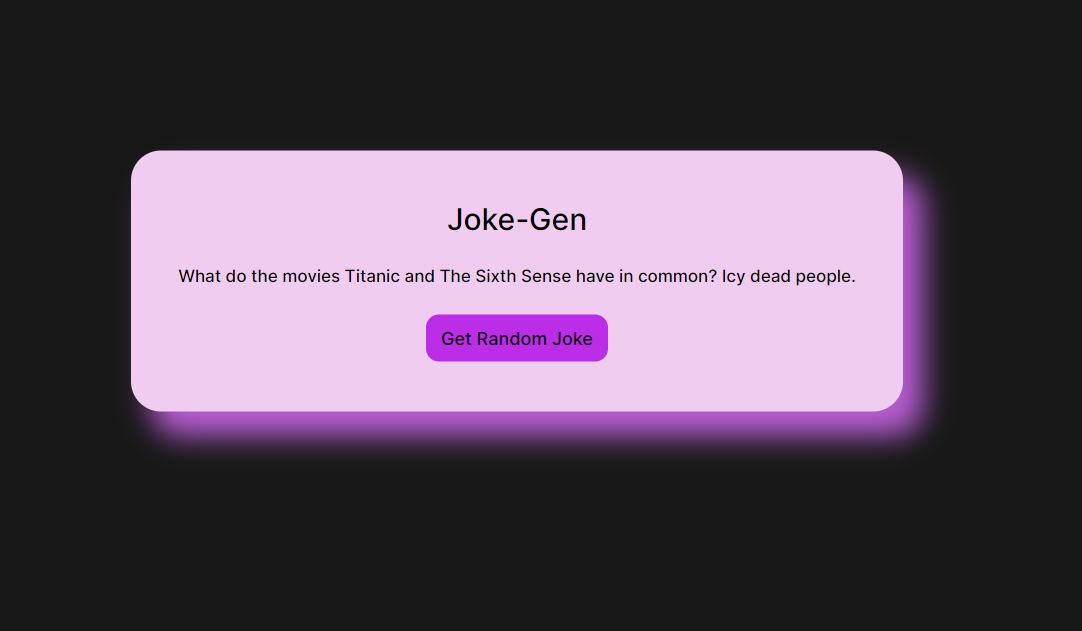 Joke-Gen
What do the movies Titanic and The Sixth Sense have in common? Icy dead people.
Get Random Joke